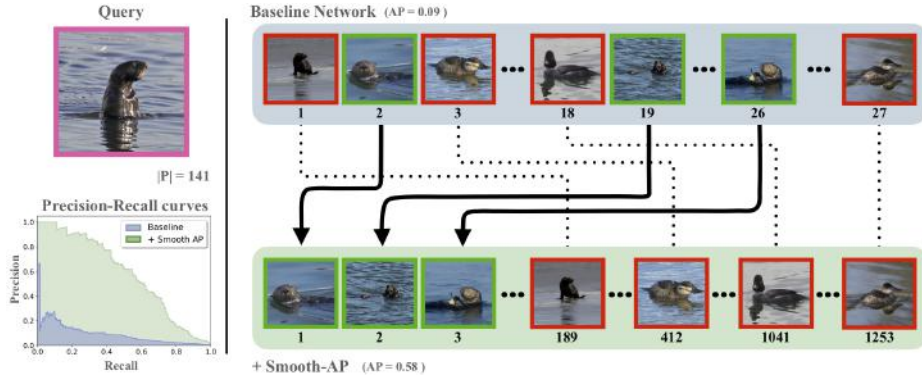 Query
|P| = 141
Precision-Recall curves
Baseline
+ Smooth AP
Precision
1.0
0.8
0.6
0.4
0.2
0.0
0.0 0.2 0.4 0.6 0.8 1.0
Recall
Baseline Network (AP = 0.09)
1 2 3 18 19 26 27
1 2 3 189 412 1041 1253
+ Smooth-AP (AP = 0.58)